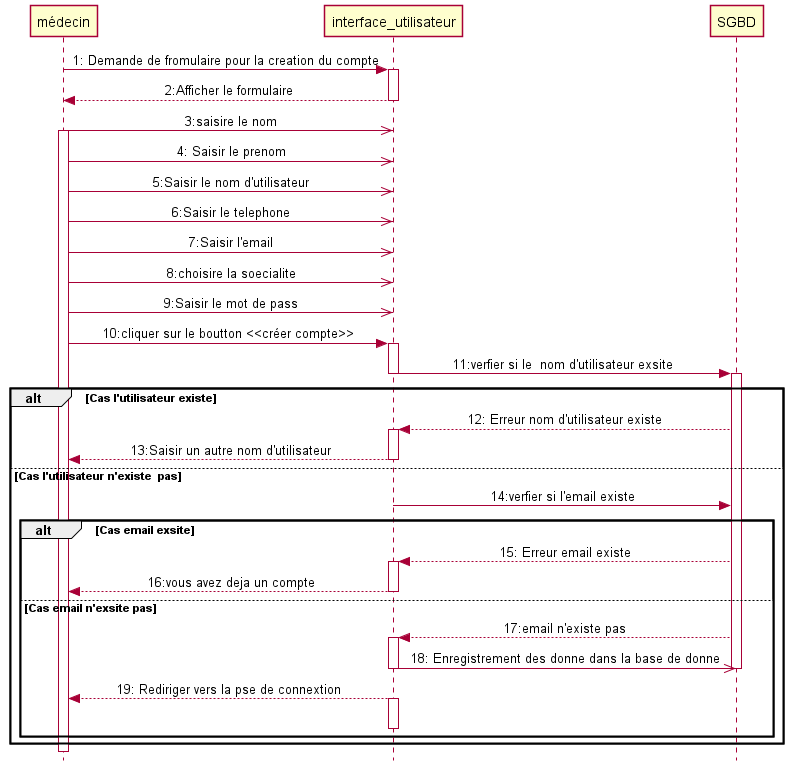 médecin
interface_utilisateur
SGBD
1: Demande de fromulaire pour la creation du compte
2:Afficher le formulaire
3:saisire le nom
4: Saisir le prenom
5:Saisir le nom d'utilisateur
6:Saisir le telephone
7:Saisir l'email
8:choisire la soecialite
9:Saisir le mot de pass
10:cliquer sur le boutton <<créer compte>>
11:verfier si le  nom d'utilisateur exsite
alt
[Cas l'utilisateur existe]
12: Erreur nom d'utilisateur existe
13:Saisir un autre nom d'utilisateur
[Cas l'utilisateur n'existe  pas]
14:verfier si l'email existe
alt
[Cas email exsite]
15: Erreur email existe
16:vous avez deja un compte
[Cas email n'exsite pas]
17:email n'existe pas
18: Enregistrement des donne dans la base de donne
19: Rediriger vers la pse de connextion